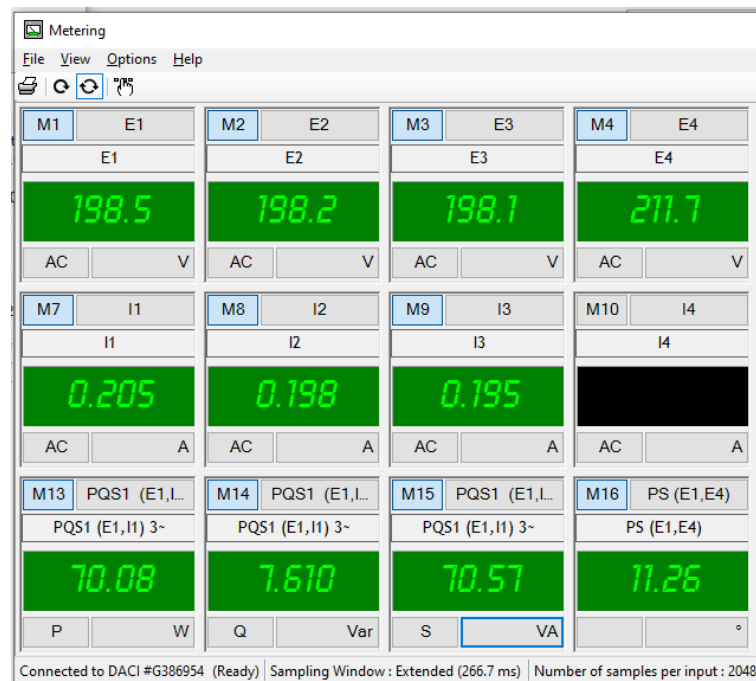 Metering
File View Options Help
M1 E1 M2 E2 M3 E3 M4 E4
E1 E2 E3 E4
198.5 198.2 198.1 211.7
AC V AC V AC V AC V
M7 I1 M8 I2 M9 I3 M10 I4
I1 I2 I3 I4
0.205 0.198 0.195
AC A AC A AC A AC A
M13 PQS1 (E1,I... M14 PQS1 (E1,I... M15 PQS1 (E1,I... M16 PS (E1,E4)
PQS1 (E1,I1) 3~ PQS1 (E1,I1) 3~ PQS1 (E1,I1) 3~ PS (E1,E4)
70.08 7.610 70.57 11.26
P W Q Var S VA °
Connected to DACI #G386954 (Ready) Sampling Window : Extended (266.7 ms) Number of samples per input : 2048